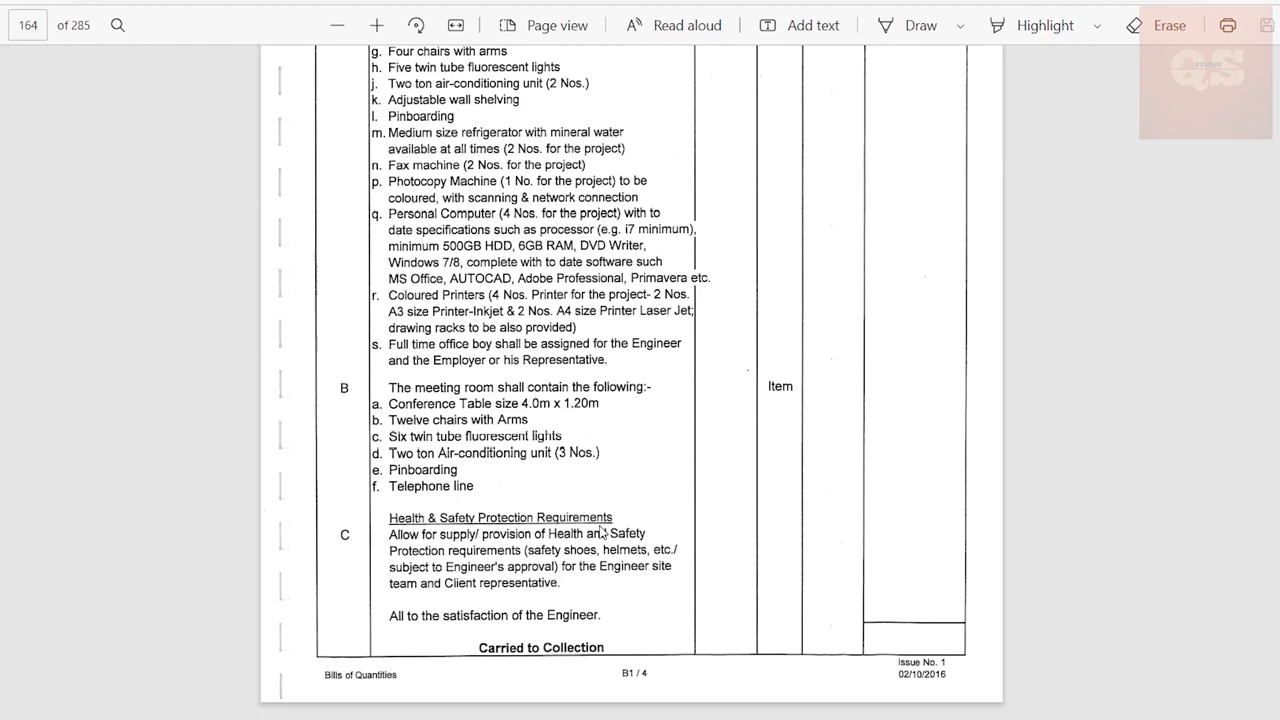 164 of 285 Page view Read aloud Add text Draw Highlight Erase
QS
STUDIO
g. Four chairs with arms
h. Five twin tube fluorescent lights
j. Two ton air-conditioning unit (2 Nos.)
k. Adjustable wall shelving
l. Pinboarding
m. Medium size refrigerator with mineral water
available at all times (2 Nos. for the project)
n. Fax machine (2 Nos. for the project)
p. Photocopy Machine (1 No. for the project) to be
coloured, with scanning & network connection
q. Personal Computer (4 Nos. for the project) with to
date specifications such as processor (e.g. i7 minimum),
minimum 500GB HDD, 6GB RAM, DVD Writer,
Windows 7/8, complete with to date software such
MS Office, AUTOCAD, Adobe Professional, Primavera etc.
r. Coloured Printers (4 Nos. Printer for the project- 2 Nos.
A3 size Printer-Inkjet & 2 Nos. A4 size Printer Laser Jet;
drawing racks to be also provided)
s. Full time office boy shall be assigned for the Engineer
and the Employer or his Representative.
B The meeting room shall contain the following:- Item
a. Conference Table size 4.0m x 1.20m
b. Twelve chairs with Arms
c. Six twin tube fluorescent lights
d. Two ton Air-conditioning unit (3 Nos.)
e. Pinboarding
f. Telephone line
Health & Safety Protection Requirements
C Allow for supply/ provision of Health and Safety
Protection requirements (safety shoes, helmets, etc./
subject to Engineer's approval) for the Engineer site
team and Client representative.
All to the satisfaction of the Engineer.
Carried to Collection
Bills of Quantities B1 / 4 Issue No. 1
02/10/2016